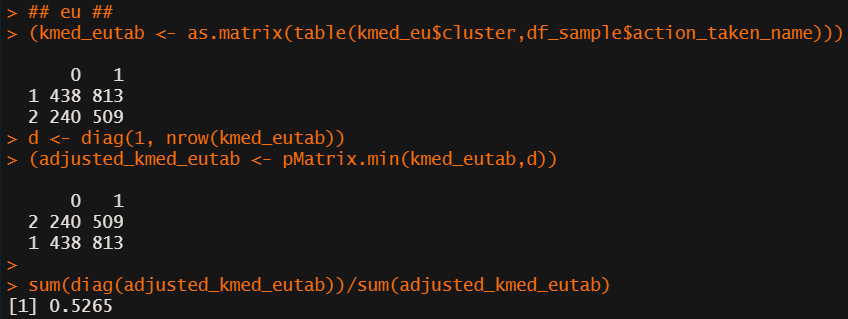 > ## eu ##
> (kmed_eutab <- as.matrix(table(kmed_eu$cluster,df_sample$action_taken_name)))
0 1
1 438 813
2 240 509
> d <- diag(1, nrow(kmed_eutab))
> (adjusted_kmed_eutab <- pMatrix.min(kmed_eutab,d))
0 1
2 240 509
1 438 813
>
> sum(diag(adjusted_kmed_eutab))/sum(adjusted_kmed_eutab)
[1] 0.5265